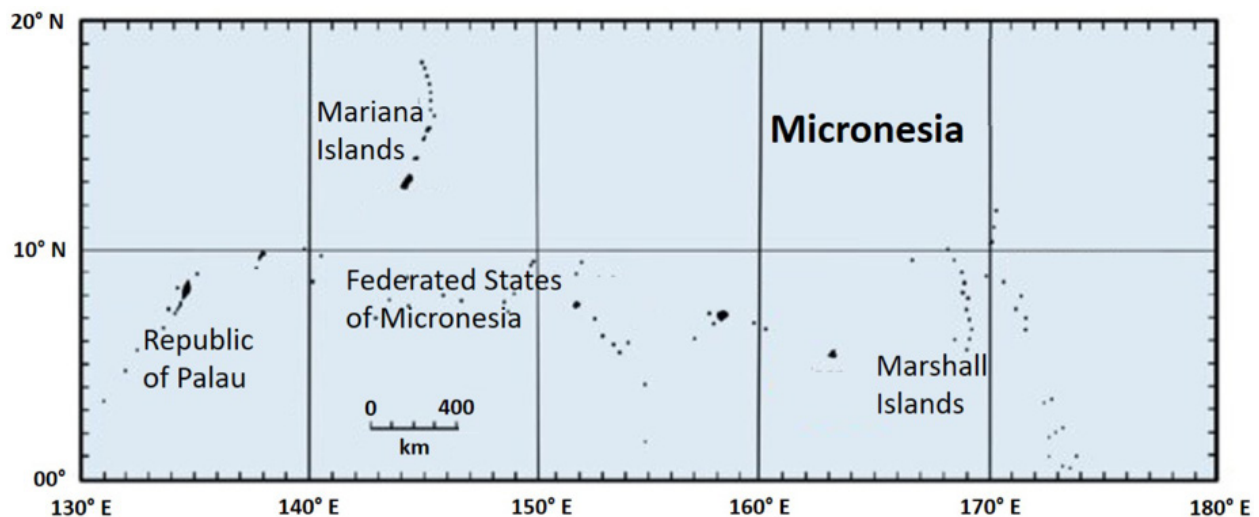 20° N
Mariana
Islands
Micronesia
10° N
Federated States
of Micronesia
Republic
of Palau
Marshall
Islands
0 400
km
00°
130° E 140° E 150° E 160° E 170° E 180° E